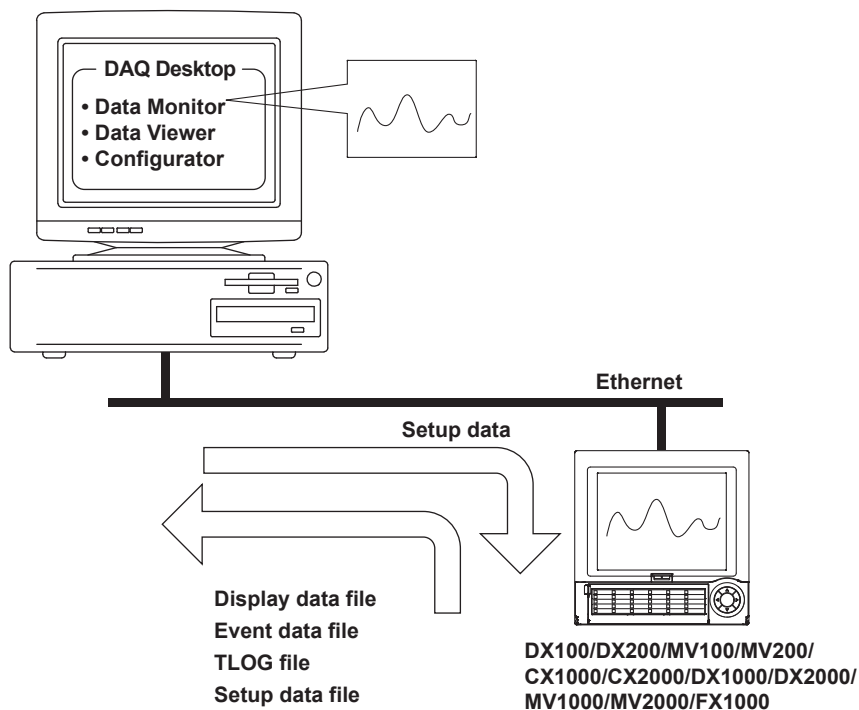 DAQ Desktop
• Data Monitor
• Data Viewer
• Configurator
Ethernet
Setup data
Display data file
Event data file
TLOG file
Setup data file
DX100/DX200/MV100/MV200/
CX1000/CX2000/DX1000/DX2000/
MV1000/MV2000/FX1000